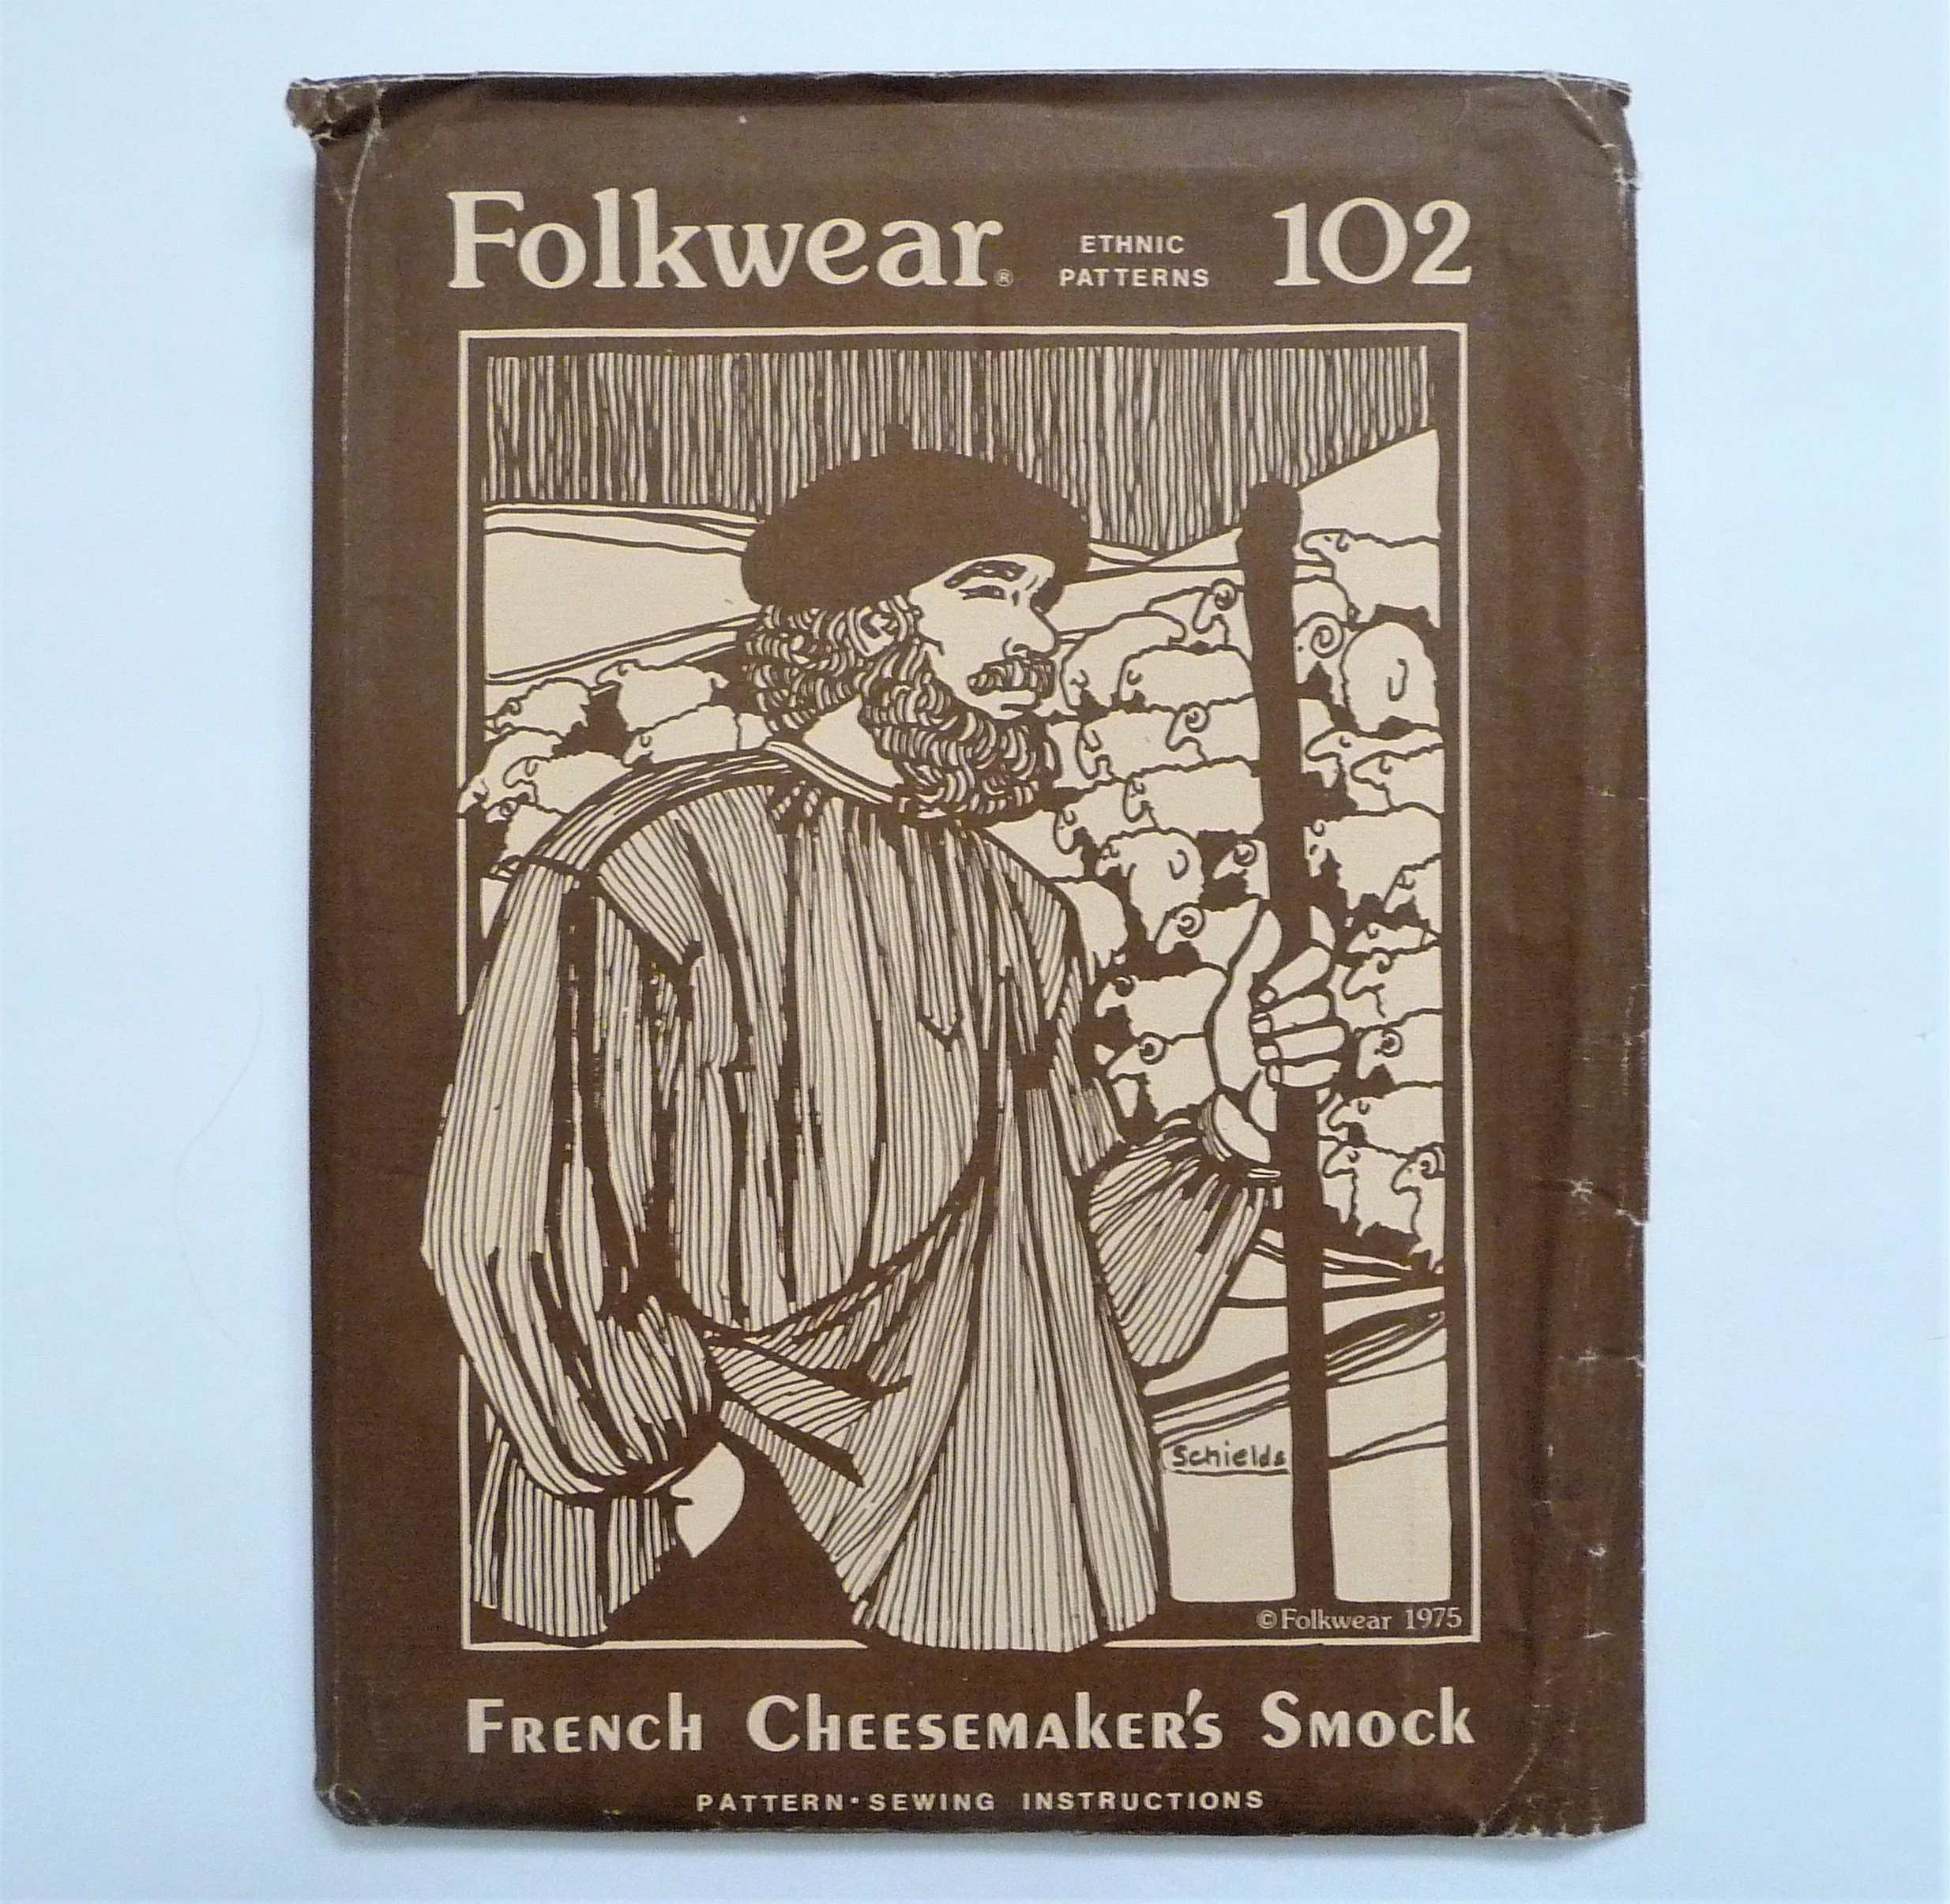 Folkwear® ETHNIC PATTERNS 102
Schields
© Folkwear 1975
FRENCH CHEESEMAKER'S SMOCK
PATTERN • SEWING INSTRUCTIONS